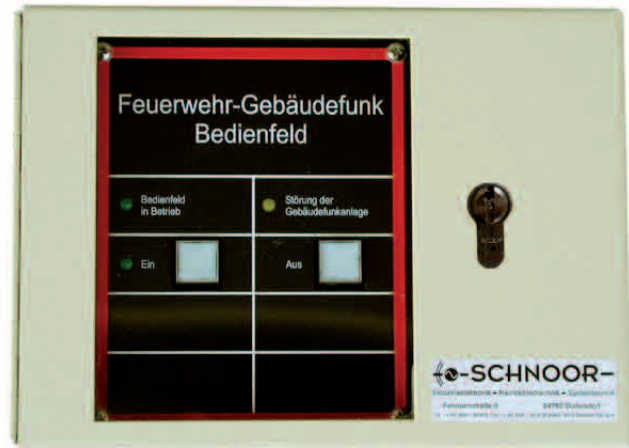 Feuerwehr-Gebäudefunk
Bedienfeld
Bedienfeld
in Betrieb
Störung der
Gebäudefunkanlage
Ein
Aus
SCHNOOR